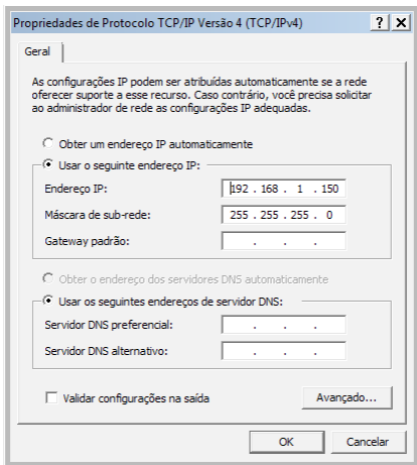 Propriedades de Protocolo TCP/IP Versão 4 (TCP/IPv4)
Geral
As configurações IP podem ser atribuídas automaticamente se a rede
oferecer suporte a esse recurso. Caso contrário, você precisa solicitar
ao administrador de rede as configurações IP adequadas.
Obter um endereço IP automaticamente
Usar o seguinte endereço IP:
Endereço IP: 192 . 168 . 1 . 150
Máscara de sub-rede: 255 . 255 . 255 . 0
Gateway padrão: . . .
Obter o endereço dos servidores DNS automaticamente
Usar os seguintes endereços de servidor DNS:
Servidor DNS preferencial: . . .
Servidor DNS alternativo: . . .
Validar configurações na saída
Avançado...
OK Cancelar